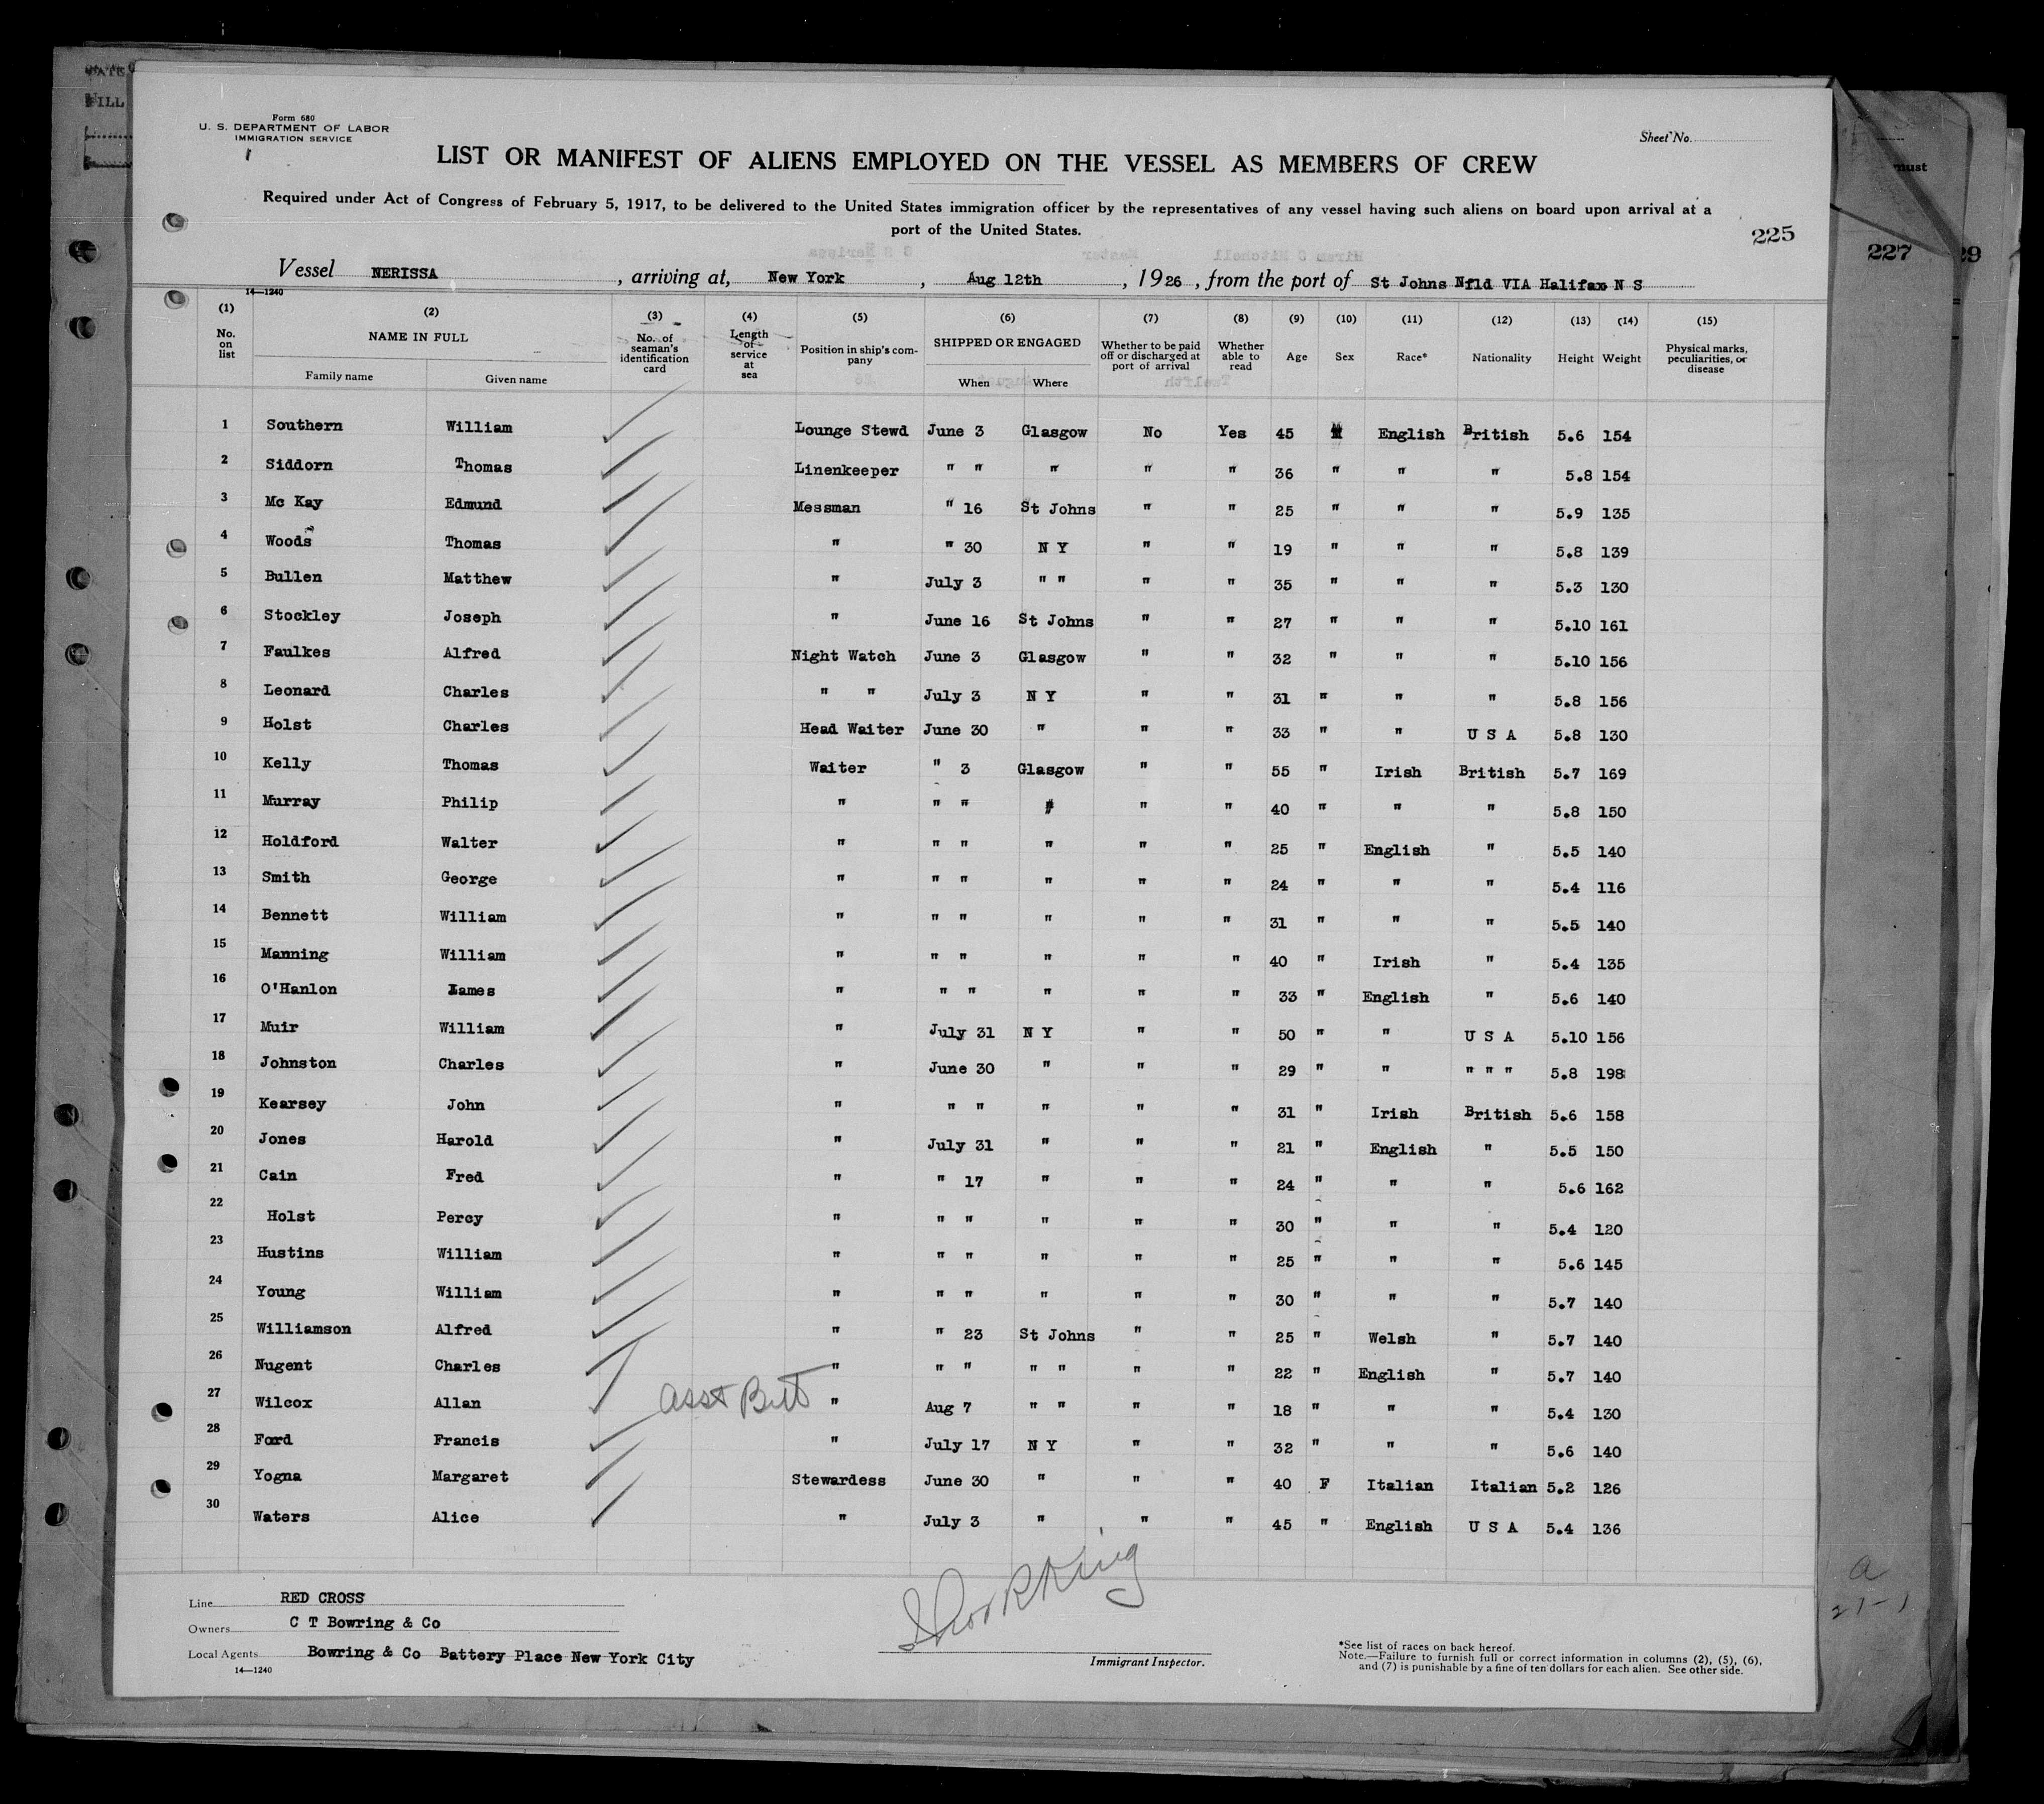 Form 680
U. S. DEPARTMENT OF LABOR
IMMIGRATION SERVICE
Sheet No.
LIST OR MANIFEST OF ALIENS EMPLOYED ON THE VESSEL AS MEMBERS OF CREW
Required under Act of Congress of February 5, 1917, to be delivered to the United States immigration officer by the representatives of any vessel having such aliens on board upon arrival at a
port of the United States.
225
227
29
must
Vessel NERISSA, arriving at, New York, Aug 12th, 1926, from the port of St Johns Nfld VIA Halifax N S
14—1240
(1) (2) (3) (4) (5) (6) (7) (8) (9) (10) (11) (12) (13) (14) (15)
No. on list NAME IN FULL Family name Given name No. of seaman's identification card Length of service at sea Position in ship's company SHIPPED OR ENGAGED When Where Whether to be paid off or discharged at port of arrival Whether able to read Age Sex Race* Nationality Height Weight Physical marks, peculiarities, or disease
1 Southern William Lounge Stewd June 3 Glasgow No Yes 45 M English British 5.6 154
2 Siddorn Thomas Linenkeeper " " " " " 36 " " " 5.8 154
3 Mc Kay Edmund Messman " 16 St Johns " " 25 " " " 5.9 135
4 Woods Thomas " " 30 N Y " " 19 " " " 5.8 139
5 Bullen Matthew " July 3 " " " " 35 " " " 5.3 130
6 Stockley Joseph " June 16 St Johns " " 27 " " " 5.10 161
7 Faulkes Alfred Night Watch June 3 Glasgow " " 32 " " " 5.10 156
8 Leonard Charles " " July 3 N Y " " 31 " " " 5.8 156
9 Holst Charles Head Waiter June 30 " " " 33 " " U S A 5.8 130
10 Kelly Thomas Waiter " 3 Glasgow " " 55 " Irish British 5.7 169
11 Murray Philip " " " " " " 40 " " " 5.8 150
12 Holdford Walter " " " " " " 25 " English " 5.5 140
13 Smith George " " " " " " 24 " " " 5.4 116
14 Bennett William " " " " " " 31 " " " 5.5 140
15 Manning William " " " " " " 40 " Irish " 5.4 135
16 O'Hanlon James " " " " " " 33 " English " 5.6 140
17 Muir William " July 31 N Y " " 50 " " U S A 5.10 156
18 Johnston Charles " June 30 " " " 29 " " " " " 5.8 198
19 Kearsey John " " " " " " 31 " Irish British 5.6 158
20 Jones Harold " July 31 " " " 21 " English " 5.5 150
21 Cain Fred " " 17 " " " 24 " " " 5.6 162
22 Holst Percy " " " " " " 30 " " " 5.4 120
23 Hustins William " " " " " " 25 " " " 5.6 145
24 Young William " " " " " " 30 " " " 5.7 140
25 Williamson Alfred " " 23 St Johns " " 25 " Welsh " 5.7 140
26 Nugent Charles " " " " " " " 22 " English " 5.7 140
27 Wilcox Allan asst " Aug 7 " " " " 18 " " " 5.4 130
28 Ford Francis " July 17 N Y " " 32 " " " 5.6 140
29 Yogna Margaret Stewardess June 30 " " " 40 F Italian Italian 5.2 126
30 Waters Alice " July 3 " " " 45 " English U S A 5.4 136
Line RED CROSS
Owners C T Bowring & Co
Local Agents Bowring & Co Battery Place New York City
14—1240
Immigrant Inspector.
*See list of races on back hereof.
Note.—Failure to furnish full or correct information in columns (2), (5), (6),
and (7) is punishable by a fine of ten dollars for each alien. See other side.